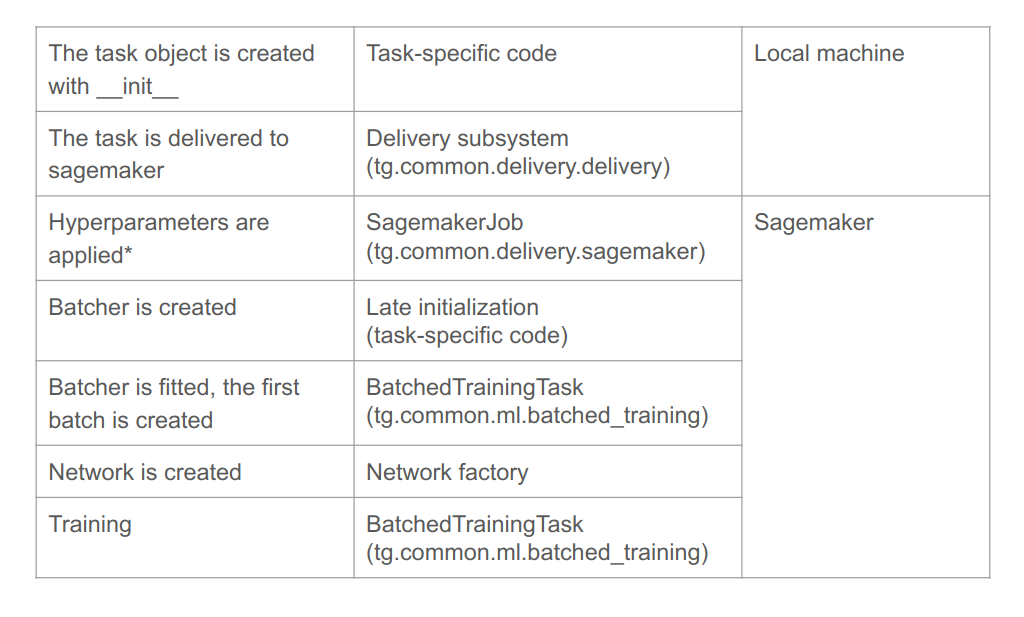 The task object is created
with __init__
Task-specific code
Local machine
The task is delivered to
sagemaker
Delivery subsystem
(tg.common.delivery.delivery)
Hyperparameters are
applied*
SagemakerJob
(tg.common.delivery.sagemaker)
Sagemaker
Batcher is created
Late initialization
(task-specific code)
Batcher is fitted, the first
batch is created
BatchedTrainingTask
(tg.common.ml.batched_training)
Network is created
Network factory
Training
BatchedTrainingTask
(tg.common.ml.batched_training)